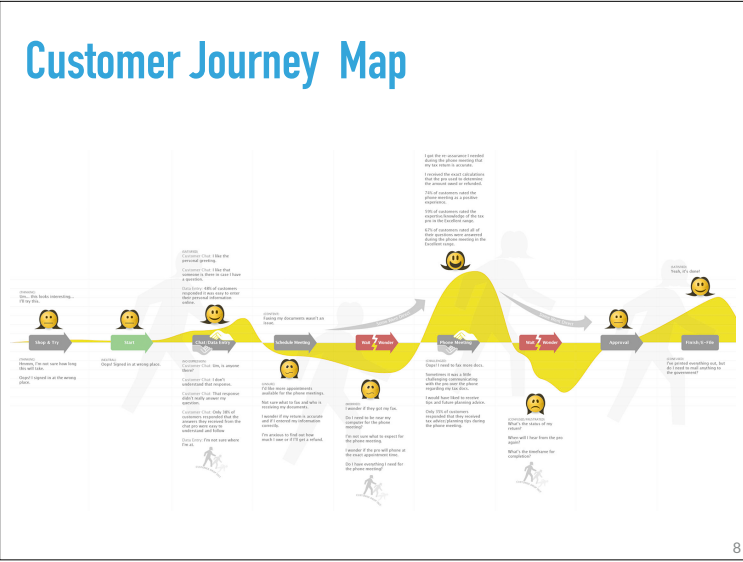 Customer Journey Map
I got the re-assurance I needed
during the phone meeting that
my tax return is accurate.
I received the exact calculations
that the pro used to determine
the amount owed or refunded.
74% of customers rated the
phone meeting as a positive
experience.
of customers rated the
expertise/knowledge of the tax
pro in the Excellent range.
of customers rated all of
their questions were answered
during the phone meeting in the
Excellent range.
Customer Chat: I like the
personal greeting.
Customer Chat: I like that
someone is there in case I have
a question.
Data Entry: 48% of customers
responded it was easy to enter
their personal information
online.
this looks interesting...
I'll try this.
Faxing my documents wasn't an
issue.
Yeah, it's done!
Shop & Try
Start
Chat/Data Entry
Schedule Meeting
Wait
Wonder
Phone Meeting
Wait
Wonder
Approval
Finish/E-File
Hmmm, I'm not sure how long
this will take.
Oops! I signed in at the wrong
place.
Oops! Signed in at wrong place.
Customer Chat: Um, is anyone
there?
Customer Chat: I don't
understand that response.
Customer Chat: That response
didn't really answer my
question.
Customer Chat: Only 38% of
customers responded that the
answers they received from the
chat pro were easy to
understand and follow.
Data Entry: I'm not sure where
I'm at.
I'd like more appointments
available for the phone meetings.
Not sure what to fax and who is
receiving my documents.
I wonder if my return is accurate
and if I entered my information
correctly.
I'm anxious to find out how
much I owe or if I'll get a refund.
I wonder if they got my fax.
Do I need to be near my
computer for the phone
meeting?
I'm not sure what to expect for
the phone meeting.
I wonder if the pro will phone at
the exact appointment time.
Do I have everything I need for
the phone meeting?
Oops! I need to fax more docs.
Sometimes it was a little
challenging communicating
with the pro over the phone
regarding my tax docs.
I would have liked to receive
tips and future planning advice.
Only 35% of customers
responded that they received
tax advice/planning tips during
the phone meeting.
What's the status of my
return?
When will I hear from the pro
again?
What's the timeframe for
completion?
I've printed something out, but
do I need to mail anything to
the government?
8